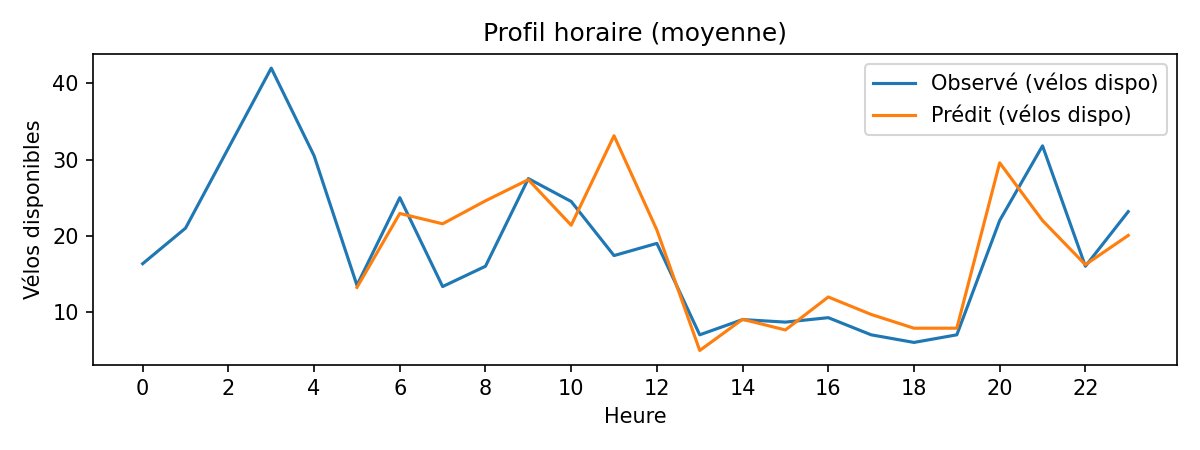 Profil horaire (moyenne)
Observé (vélos dispo)
Prédit (vélos dispo)
Vélos disponibles
40
30
20
10
0 2 4 6 8 10 12 14 16 18 20 22
Heure